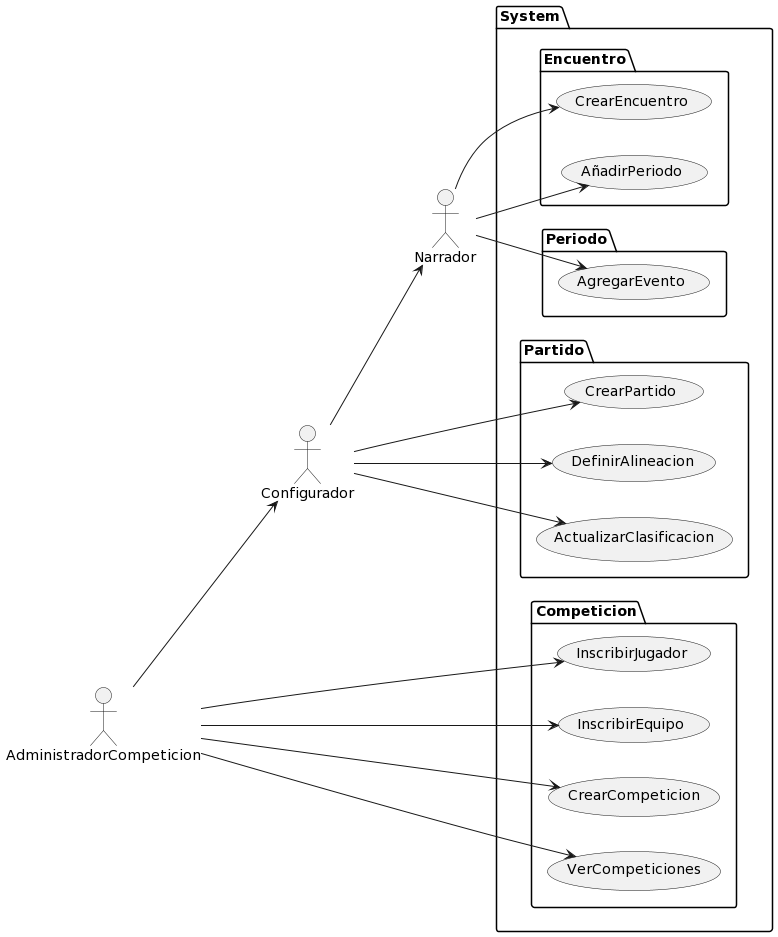 System
Encuentro
CrearEncuentro
AñadirPeriodo
Narrador
Periodo
AgregarEvento
Partido
CrearPartido
DefinirAlineacion
ActualizarClasificacion
Configurador
Competicion
InscribirJugador
InscribirEquipo
CrearCompeticion
VerCompeticiones
AdministradorCompeticion